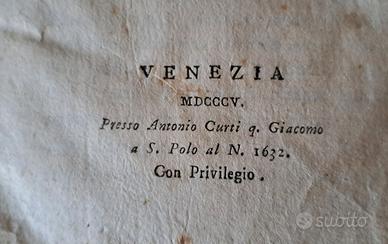 VENEZIA
MDCCCV.
Presso Antonio Curti q. Giacomo
a S. Polo al N. 1632.
Con Privilegio.
subito